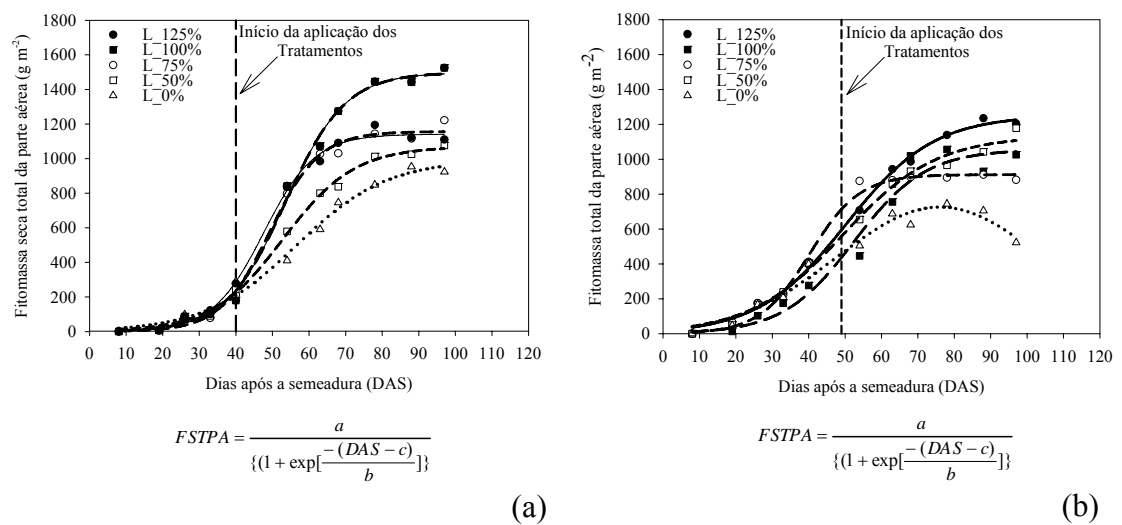 Fitomassa seca total da parte aérea (g m-2)
1800
1600
1400
1200
1000
800
600
400
200
0
L_125%
L_100%
L_75%
L_50%
L_0%
Início da aplicação dos
Tratamentos
0 10 20 30 40 50 60 70 80 90 100 110 120
Dias após a semeadura (DAS)
FSTPA = a / {(1 + exp[ -(DAS - c) / b ]}
(a)
Fitomassa total da parte aérea (g m-2)
1800
1600
1400
1200
1000
800
600
400
200
0
L_125%
L_100%
L_75%
L_50%
L_0%
Início da aplicação dos
Tratamentos
0 10 20 30 40 50 60 70 80 90 100 110 120
Dias após a semeadura (DAS)
FSTPA = a / {(1 + exp[ -(DAS - c) / b ]}
(b)